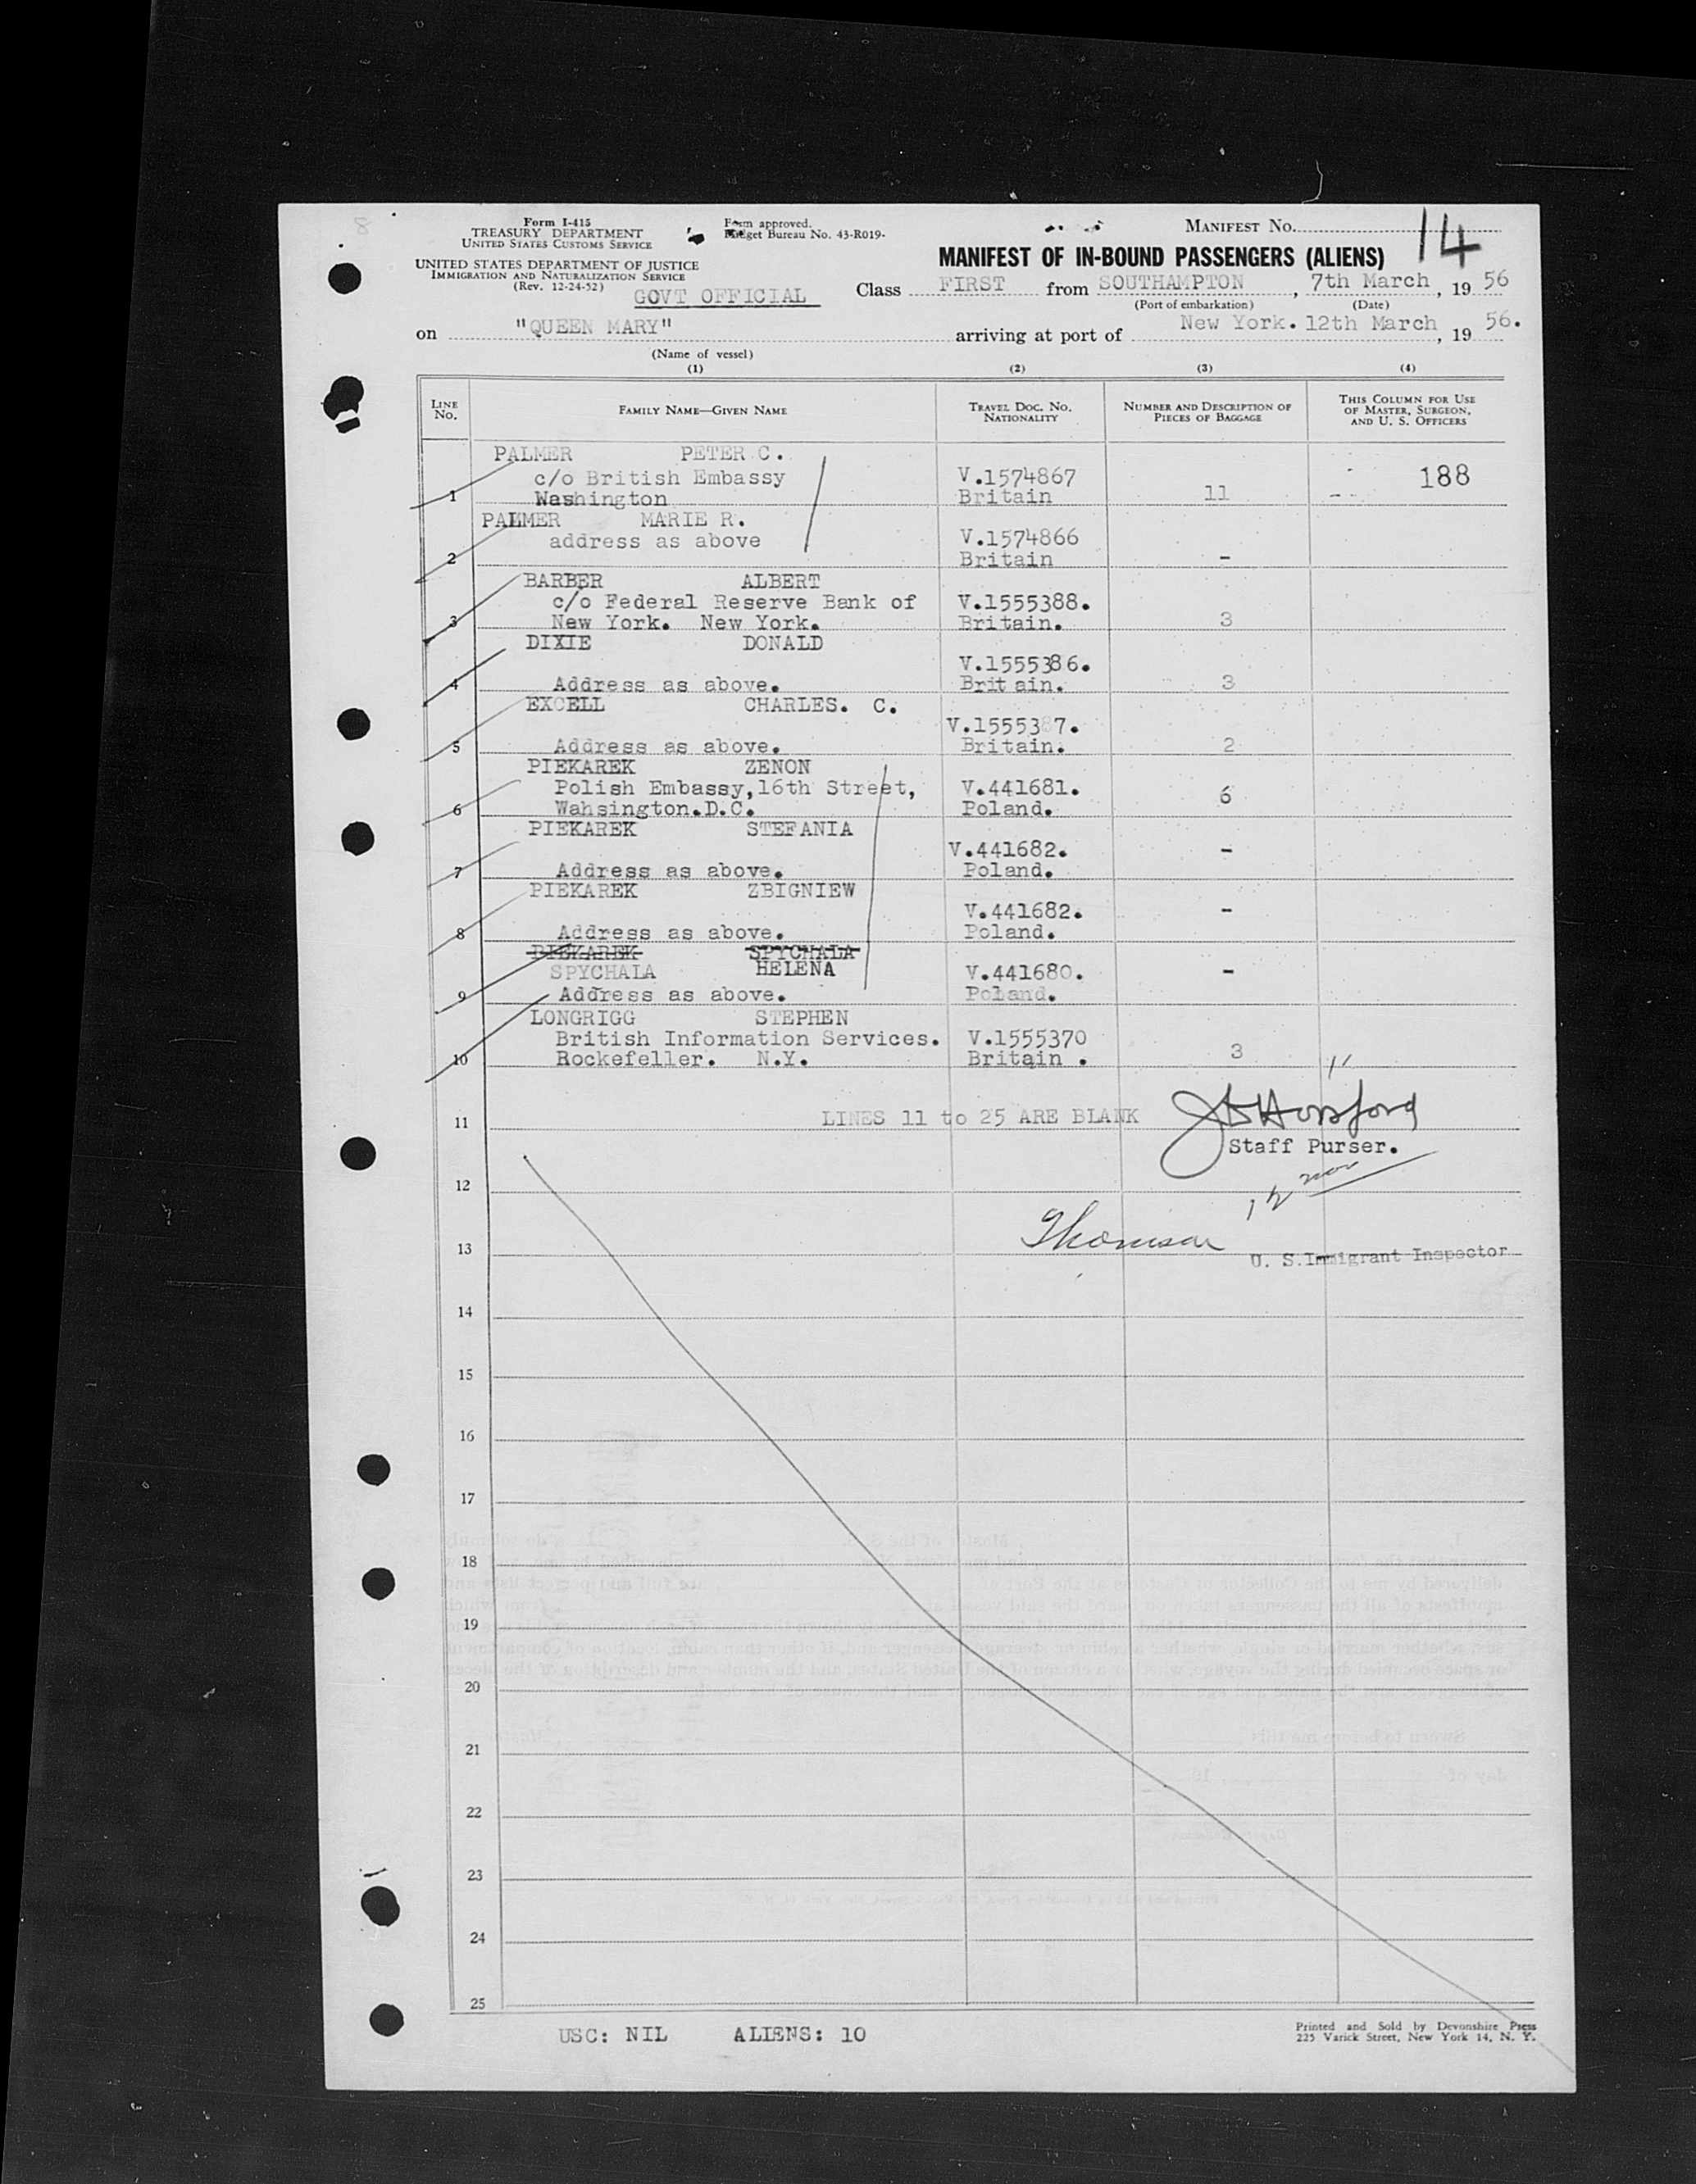 8
Form I-415
TREASURY DEPARTMENT
UNITED STATES CUSTOMS SERVICE
Form approved.
Budget Bureau No. 43-R019-
MANIFEST NO. 14
UNITED STATES DEPARTMENT OF JUSTICE
IMMIGRATION AND NATURALIZATION SERVICE
(Rev. 12-24-52)
MANIFEST OF IN-BOUND PASSENGERS (ALIENS)
GOVT OFFICIAL Class FIRST from SOUTHAMPTON, 7th March, 19 56
(Port of embarkation) (Date)
on "QUEEN MARY" arriving at port of New York. 12th March, 19 56.
(Name of vessel)
(1) (2) (3) (4)
LINE NO. FAMILY NAME—GIVEN NAME TRAVEL DOC. NO. NATIONALITY NUMBER AND DESCRIPTION OF PIECES OF BAGGAGE THIS COLUMN FOR USE OF MASTER, SURGEON, AND U. S. OFFICERS
PALMER PETER C.
c/o British Embassy V.1574867 188
1 Washington Britain 11
PALMER MARIE R.
address as above V.1574866
2 Britain -
BARBER ALBERT
c/o Federal Reserve Bank of V.1555388.
3 New York. New York. Britain. 3
DIXIE DONALD
V.1555386.
4 Address as above. Brit ain. 3
EXCELL CHARLES. C.
V.1555387.
5 Address as above. Britain. 2
PIEKAREK ZENON
Polish Embassy,16th Street, V.441681.
6 Wahsington.D.C. Poland. 6
PIEKAREK STEFANIA
V.441682. -
7 Address as above. Poland.
PIEKAREK ZBIGNIEW
V.441682. -
8 Address as above. Poland.
PIEKAREK SPYCHALA
SPYCHALA HELENA V.441680. -
9 Address as above. Poland.
LONGRIGG STEPHEN
British Information Services. V.1555370
10 Rockefeller. N.Y. Britain . 3
11 LINES 11 to 25 ARE BLANK
Staff Purser.
12
13 Thomson U. S. Immigrant Inspector
14
15
16
17
18
19
20
21
22
23
24
25
USC: NIL ALIENS: 10
Printed and Sold by Devonshire Press
225 Varick Street, New York 14, N. Y.